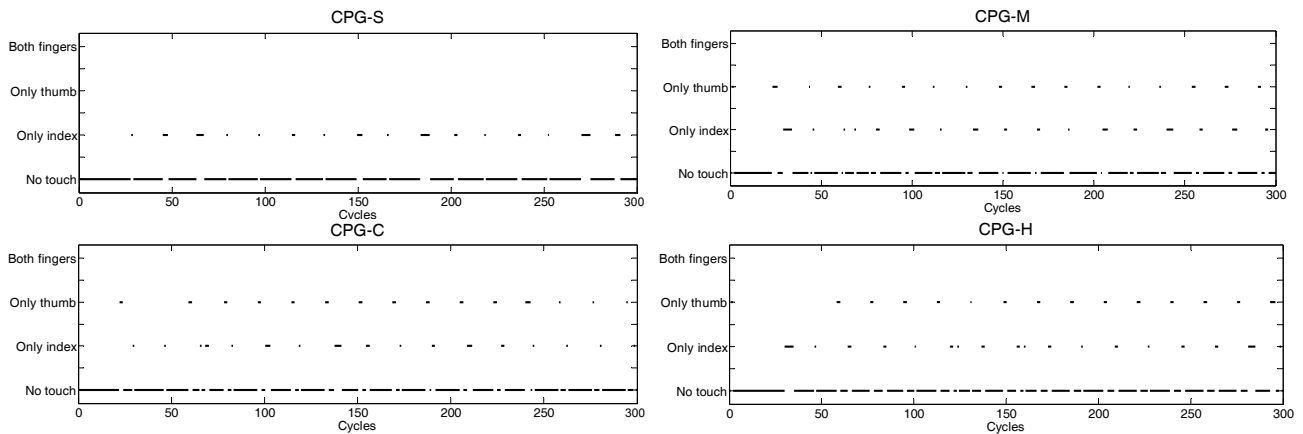 CPG-S
Both fingers
Only thumb
Only index
No touch
0 50 100 150 200 250 300
Cycles
CPG-M
Both fingers
Only thumb
Only index
No touch
0 50 100 150 200 250 300
Cycles
CPG-C
Both fingers
Only thumb
Only index
No touch
0 50 100 150 200 250 300
Cycles
CPG-H
Both fingers
Only thumb
Only index
No touch
0 50 100 150 200 250 300
Cycles